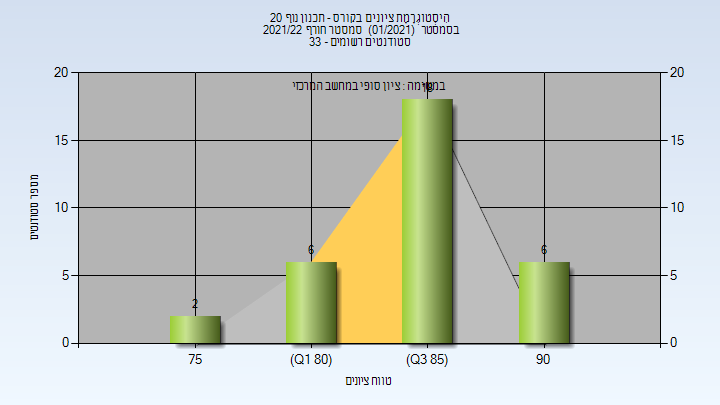 היסטוגרמת ציונים בקורס - תכנון נוף 20
בסמסטר (01/2021) סמסטר חורף 2021/22
סטודנטים רשומים - 33
במשימה : ציון סופי במחשב המרכזי
20
15
10
5
0
20
15
10
5
0
מספר סטודנטים
2
6
18
6
75
(Q1 80)
(Q3 85)
90
טווח ציונים